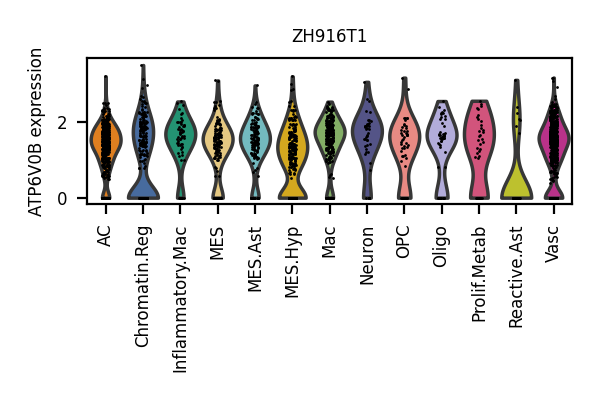 ZH916T1
ATP6V0B expression
2
0
AC
Chromatin.Reg
Inflammatory.Mac
MES
MES.Ast
MES.Hyp
Mac
Neuron
OPC
Oligo
Prolif.Metab
Reactive.Ast
Vasc